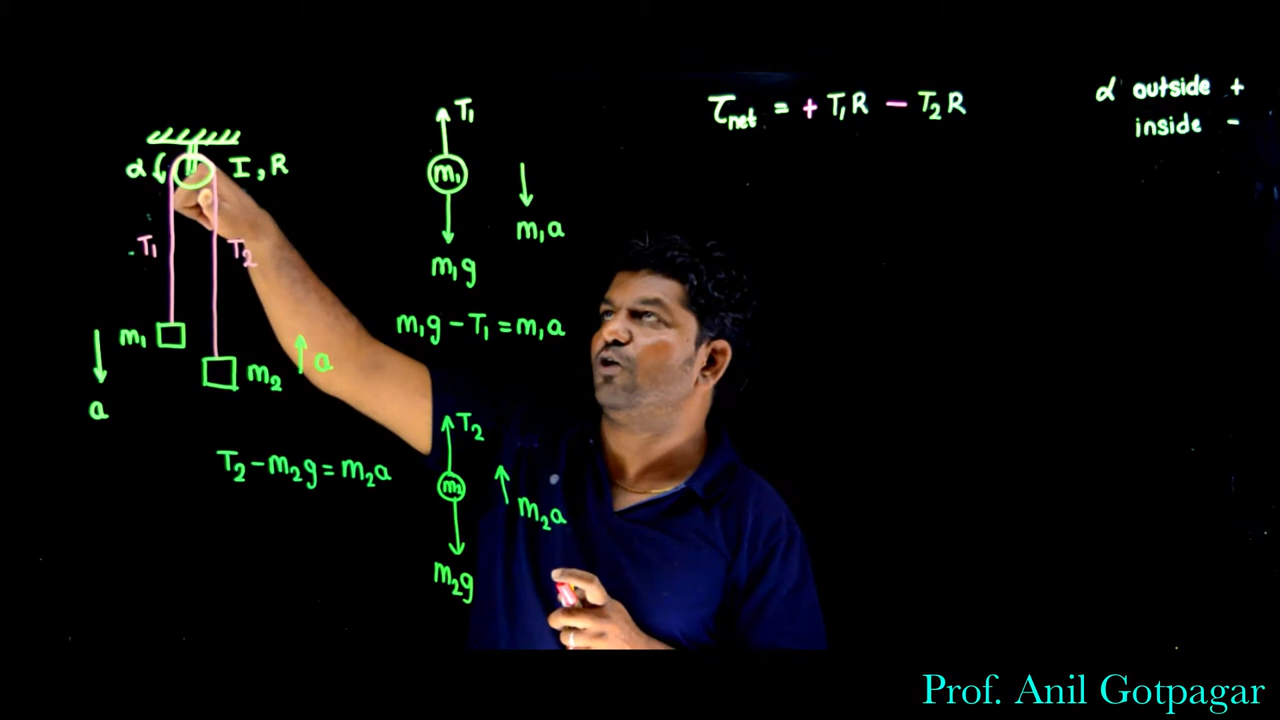 α I, R
T₁ T₂
m₁
m₂
a
a
T₁
m₁
m₁g
m₁a
m₁g – T₁ = m₁a
T₂ – m₂g = m₂a
T₂
m₂
m₂g
m₂a
τnet = + T₁R – T₂R
α outside +
inside –
Prof. Anil Gotpagar